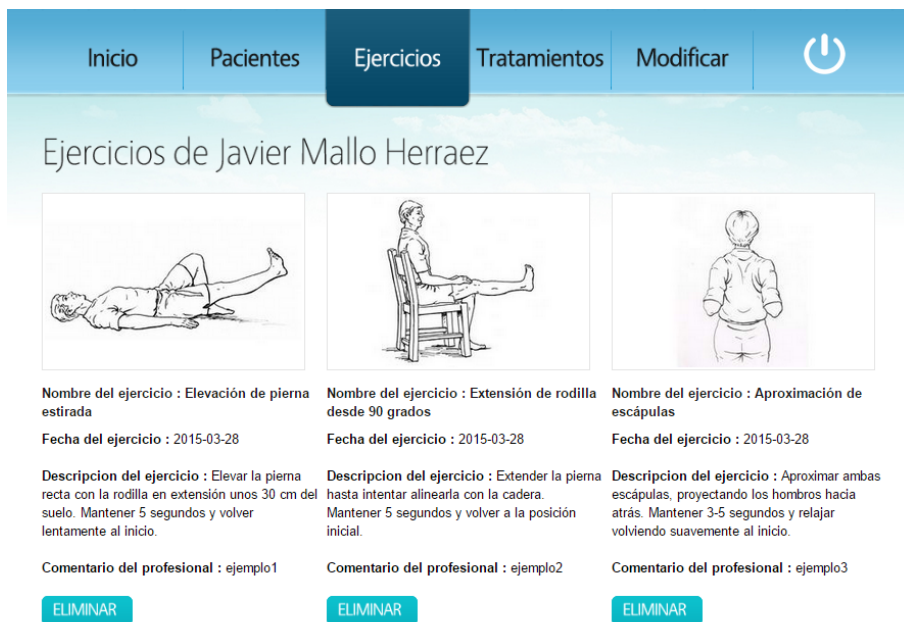 Inicio
Pacientes
Ejercicios
Tratamientos
Modificar
Ejercicios de Javier Mallo Herraez
Nombre del ejercicio : Elevación de pierna
estirada
Fecha del ejercicio : 2015-03-28
Descripcion del ejercicio : Elevar la pierna
recta con la rodilla en extensión unos 30 cm del
suelo. Mantener 5 segundos y volver
lentamente al inicio.
Comentario del profesional : ejemplo1
ELIMINAR
Nombre del ejercicio : Extensión de rodilla
desde 90 grados
Fecha del ejercicio : 2015-03-28
Descripcion del ejercicio : Extender la pierna
hasta intentar alinearla con la cadera.
Mantener 5 segundos y volver a la posición
inicial.
Comentario del profesional : ejemplo2
ELIMINAR
Nombre del ejercicio : Aproximación de
escápulas
Fecha del ejercicio : 2015-03-28
Descripcion del ejercicio : Aproximar ambas
escápulas, proyectando los hombros hacia
atrás. Mantener 3-5 segundos y relajar
volviendo suavemente al inicio.
Comentario del profesional : ejemplo3
ELIMINAR